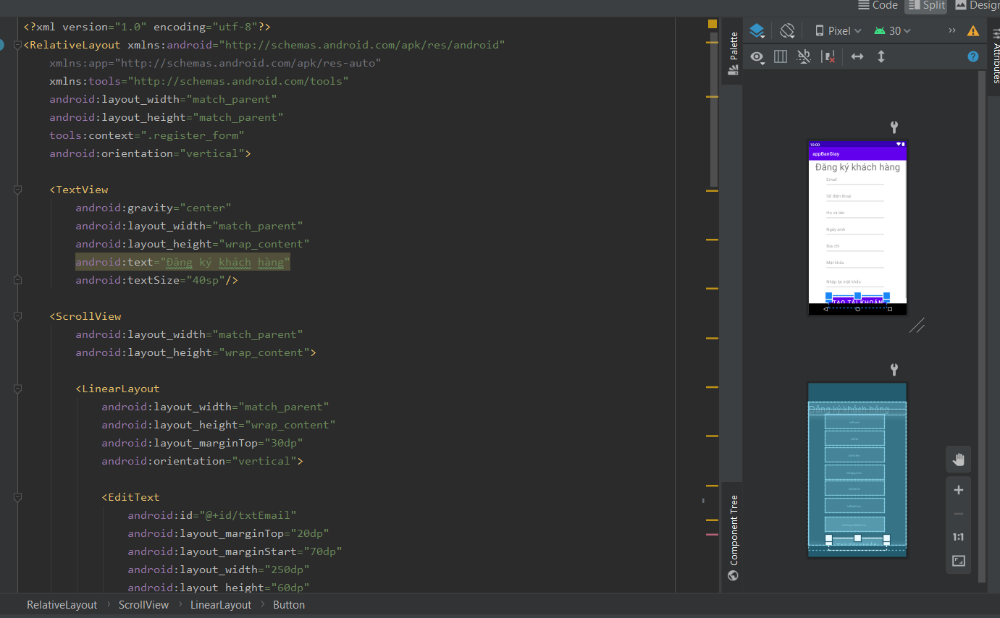 Code Split Design
<?xml version="1.0" encoding="utf-8"?>
<RelativeLayout xmlns:android="http://schemas.android.com/apk/res/android"
xmlns:app="http://schemas.android.com/apk/res-auto"
xmlns:tools="http://schemas.android.com/tools"
android:layout_width="match_parent"
android:layout_height="match_parent"
tools:context=".register_form"
android:orientation="vertical">
<TextView
android:gravity="center"
android:layout_width="match_parent"
android:layout_height="wrap_content"
android:text="Đăng ký khách hàng"
android:textSize="40sp"/>
<ScrollView
android:layout_width="match_parent"
android:layout_height="wrap_content">
<LinearLayout
android:layout_width="match_parent"
android:layout_height="wrap_content"
android:layout_marginTop="30dp"
android:orientation="vertical">
<EditText
android:id="@+id/txtEmail"
android:layout_marginTop="20dp"
android:layout_marginStart="70dp"
android:layout_width="250dp"
android:layout_height="60dp"
RelativeLayout › ScrollView › LinearLayout › Button
Palette
Component Tree
Pixel 30 »
Attributes
10:00
appBanGiay
Đăng ký khách hàng
Email
Số điện thoại
Họ và tên
Ngày sinh
Địa chỉ
Mật khẩu
Nhập lại mật khẩu
TẠO TÀI KHOẢN
Đăng ký khách hàng
1:1